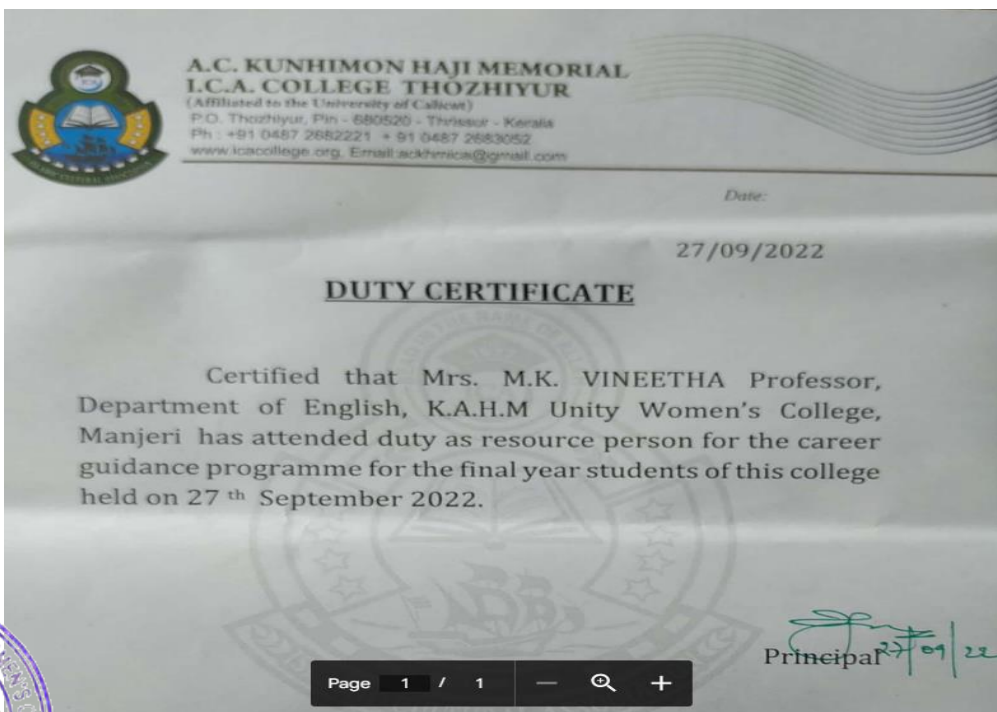 A.C. KUNHIMON HAJI MEMORIAL
I.C.A. COLLEGE THOZHIYUR
(Affiliated to the University of Calicut)
P.O. Thozhiyur, Pin - 680520 - Thrissur - Kerala
Ph : +91 0487 2682221 + 91 0487 2683052
www.icacollege.org, Email:ackhmica@gmail.com
Date:
27/09/2022
DUTY CERTIFICATE
Certified that Mrs. M.K. VINEETHA Professor,
Department of English, K.A.H.M Unity Women's College,
Manjeri has attended duty as resource person for the career
guidance programme for the final year students of this college
held on 27 th September 2022.
Principal 27/09/22
MEN'S
Page 1 / 1